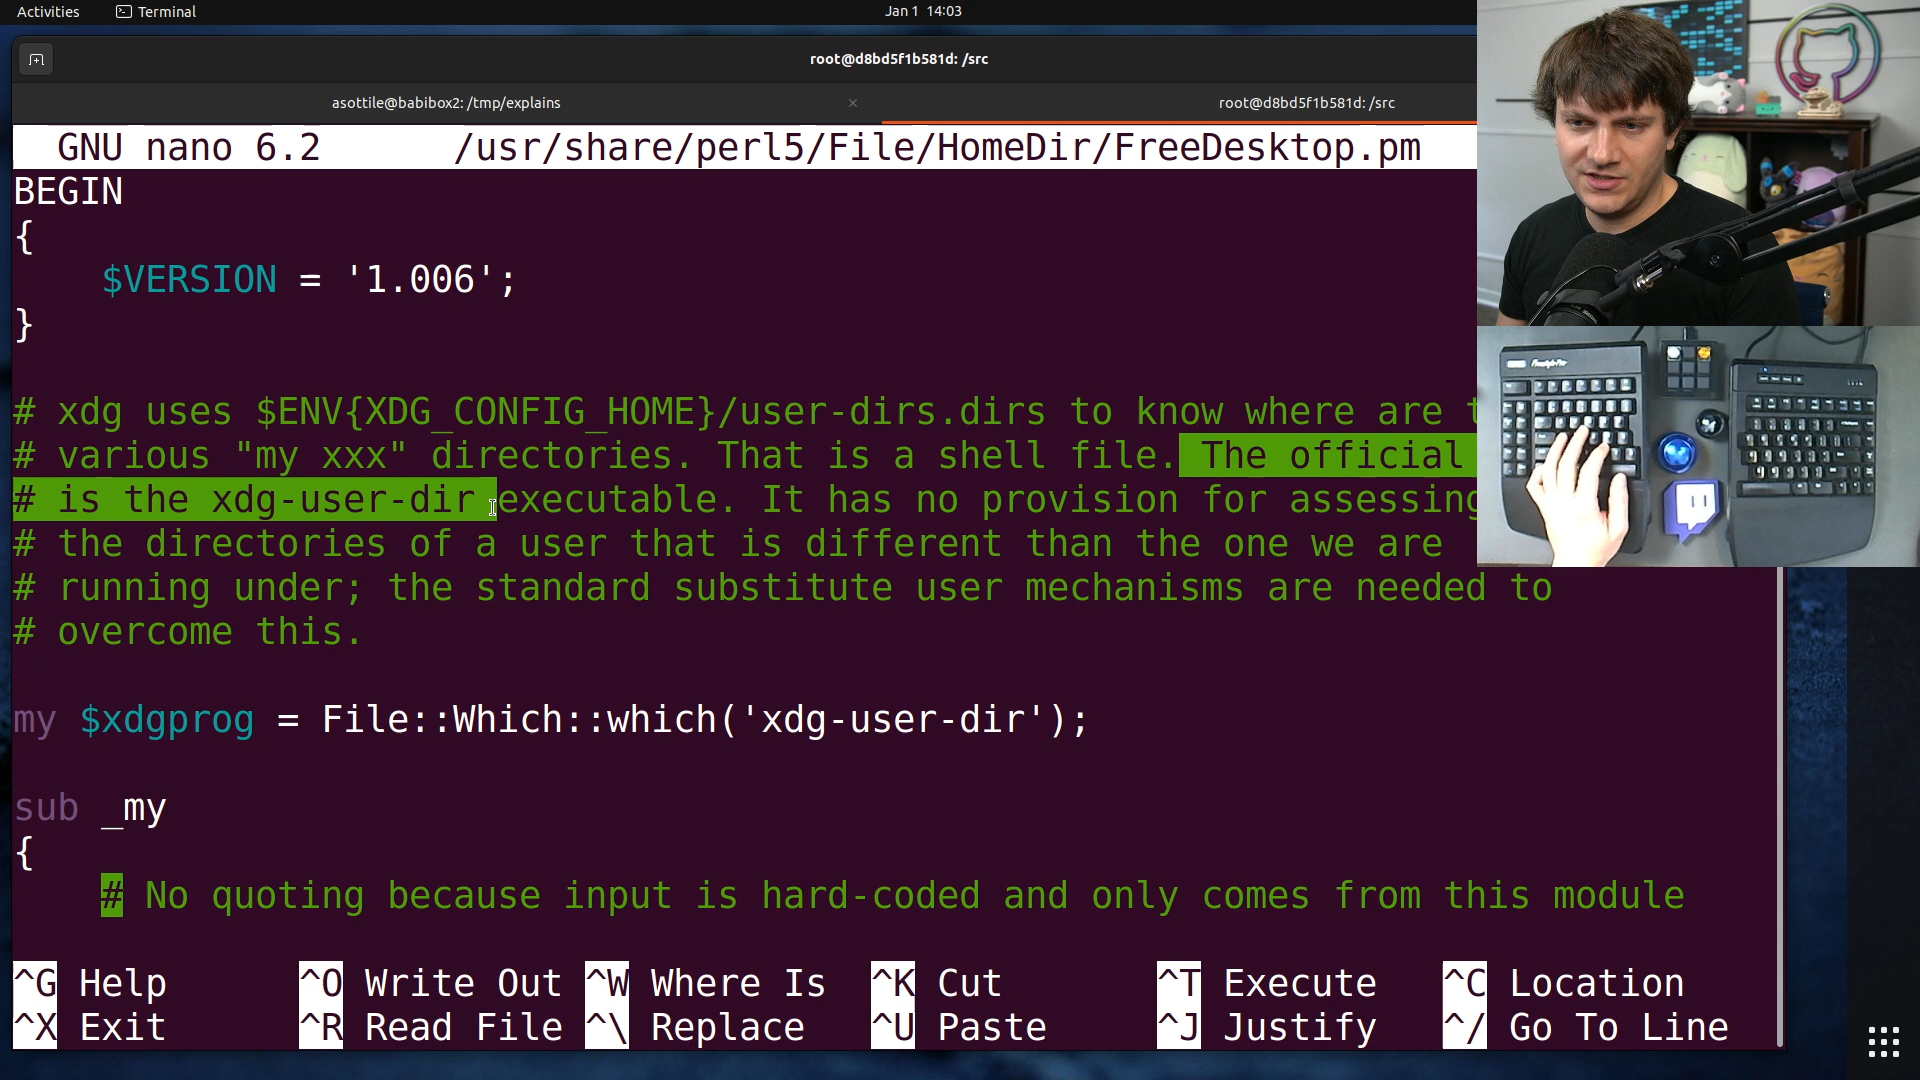 Activities
Terminal
Jan 1 14:03
root@d8bd5f1b581d: /src
asottile@babibox2: /tmp/explains
×
root@d8bd5f1b581d: /src
GNU nano 6.2 /usr/share/perl5/File/HomeDir/FreeDesktop.pm
BEGIN
{
$VERSION = '1.006';
}
# xdg uses $ENV{XDG_CONFIG_HOME}/user-dirs.dirs to know where are
# various "my xxx" directories. That is a shell file. The official
# is the xdg-user-dir executable. It has no provision for assessing
# the directories of a user that is different than the one we are
# running under; the standard substitute user mechanisms are needed to
# overcome this.
my $xdgprog = File::Which::which('xdg-user-dir');
sub _my
{
# No quoting because input is hard-coded and only comes from this module
^G Help ^O Write Out ^W Where Is ^K Cut ^T Execute ^C Location
^X Exit ^R Read File ^\ Replace ^U Paste ^J Justify ^/ Go To Line